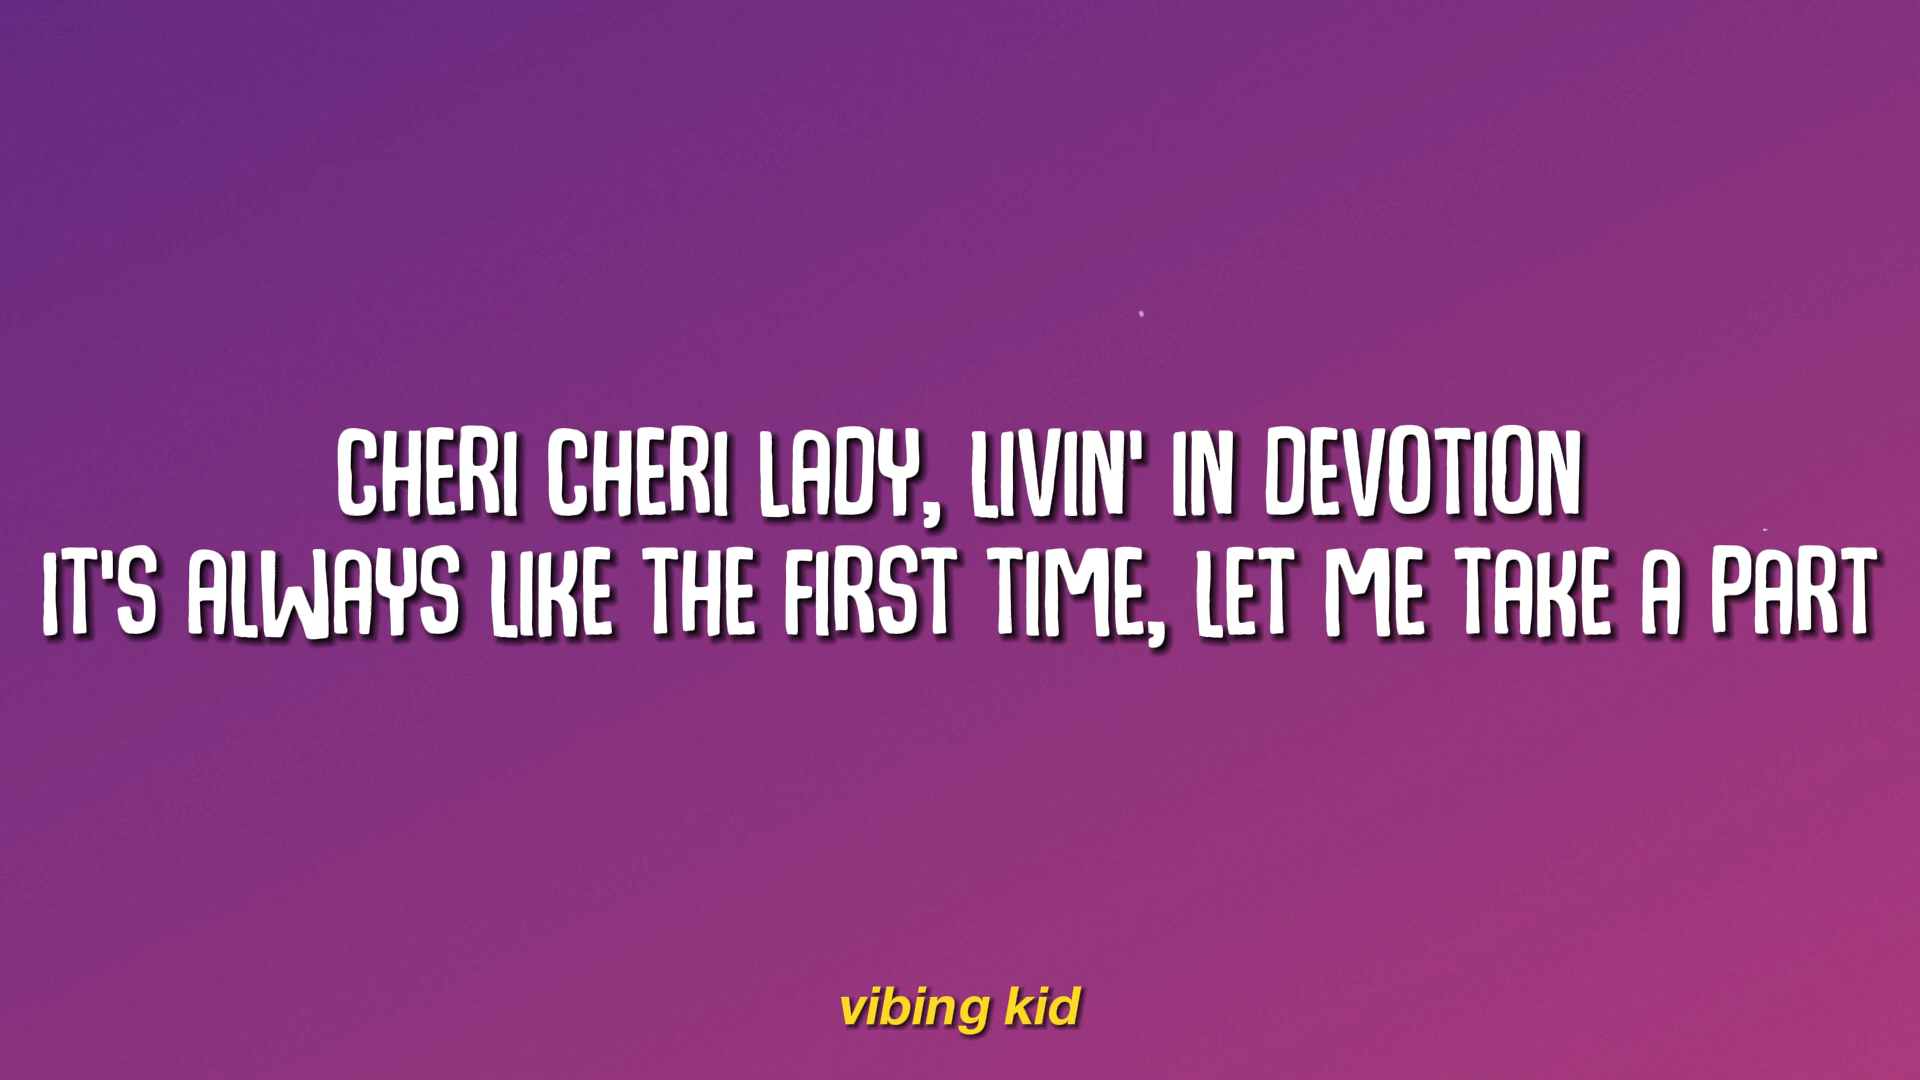 CHERI CHERI LADY, LIVIN' IN DEVOTION
IT'S ALWAYS LIKE THE FIRST TIME, LET ME TAKE A PART
vibing kid